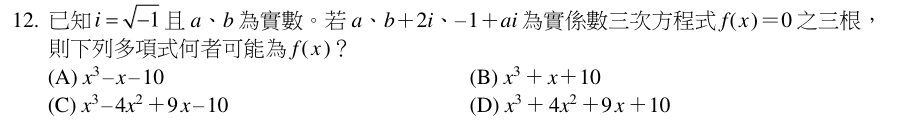 12. 已知 i = √−1 且 a、b 為實數。若 a、b+2i、−1+ai 為實係數三次方程式 f(x)=0 之三根，
則下列多項式何者可能為 f(x)？
(A) x³−x−10 (B) x³+x+10
(C) x³−4x²+9x−10 (D) x³+4x²+9x+10